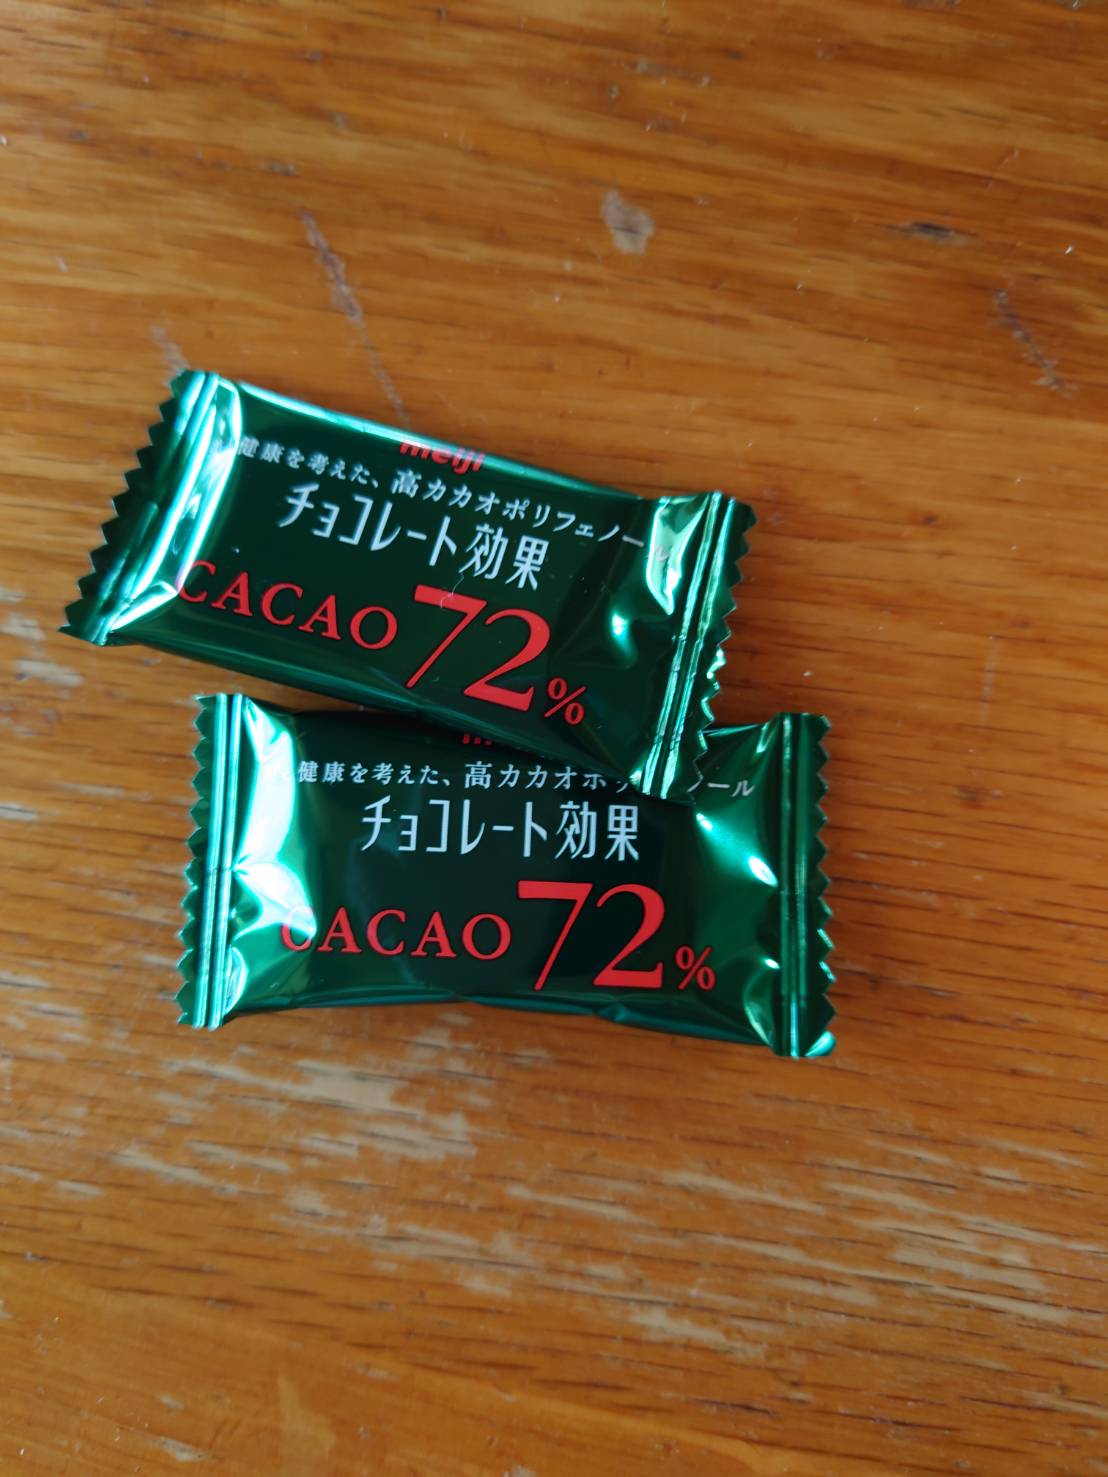 meiji
健康を考えた、高カカオポリフェノール
チョコレート効果
CACAO 72%
健康を考えた、高カカオポリ ノール
チョコレート効果
CACAO 72%